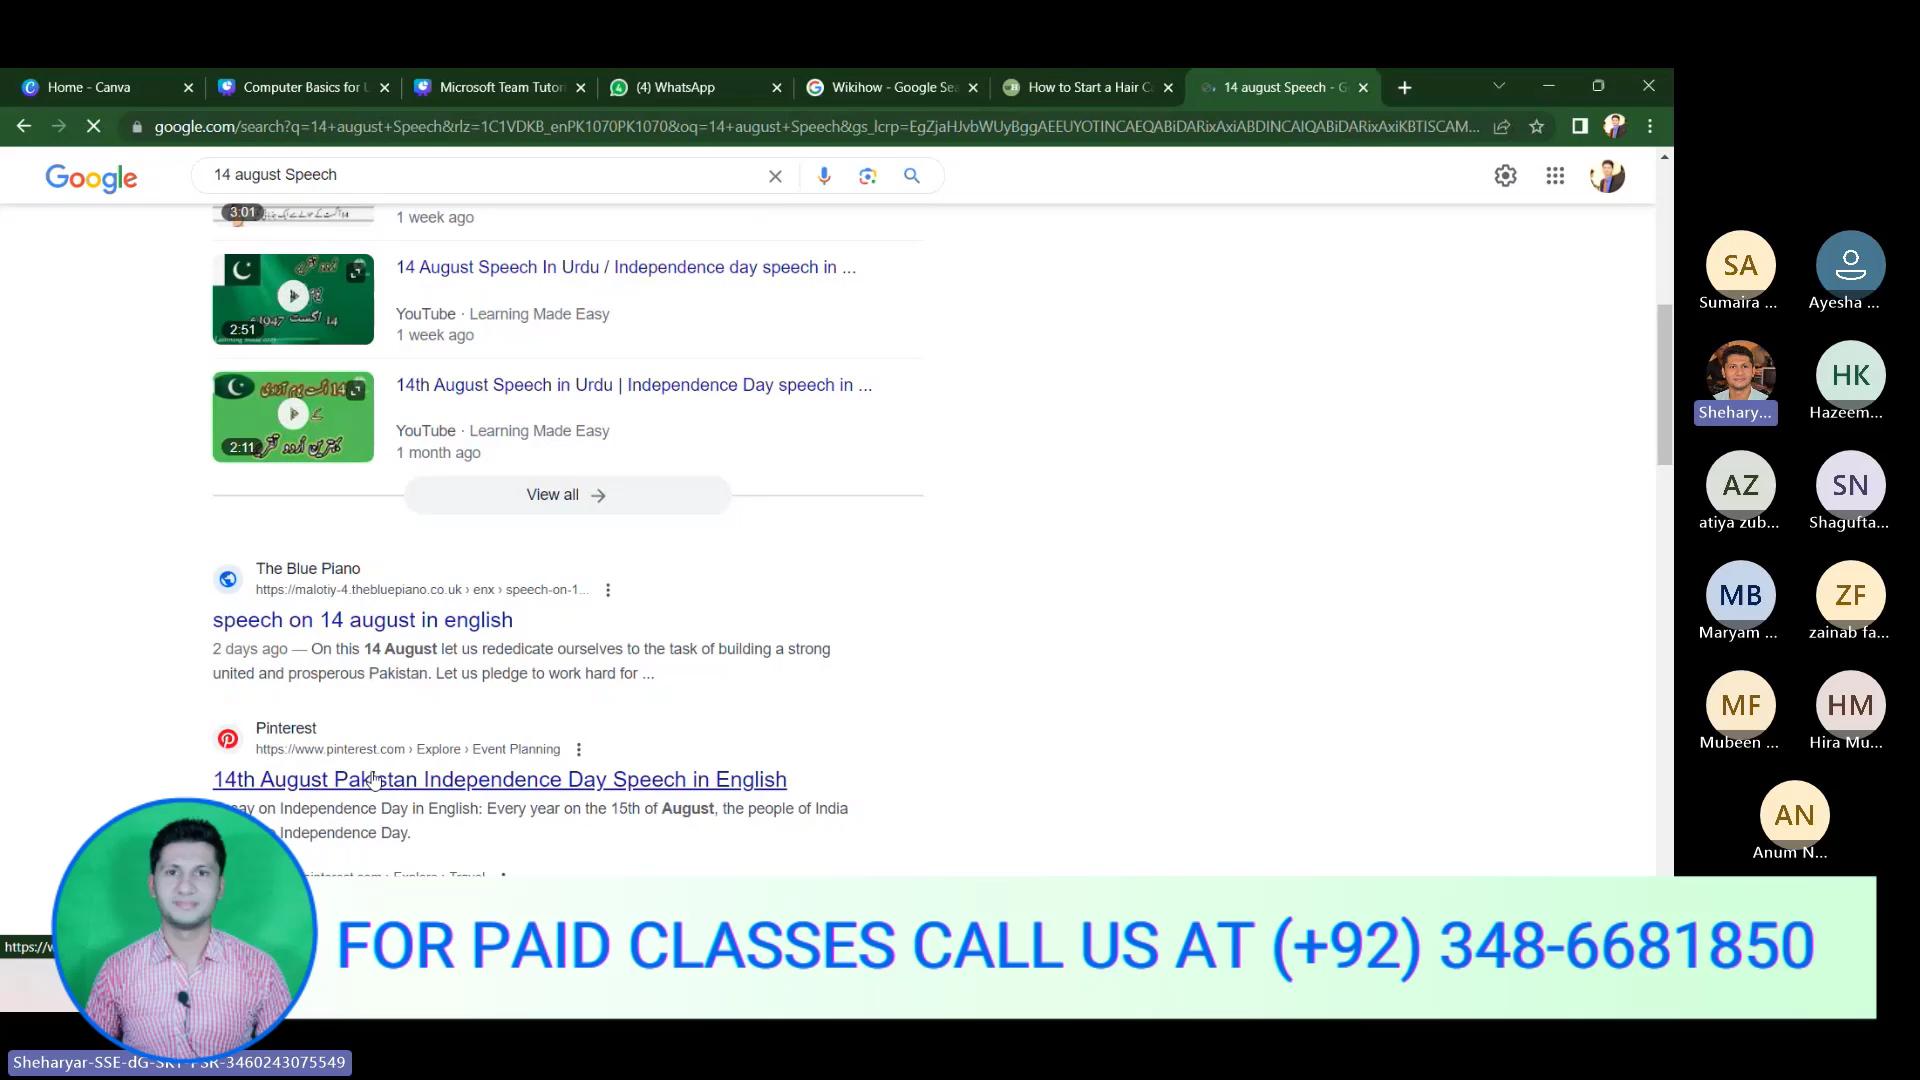 Home - Canva
Computer Basics for L
Microsoft Team Tutor
(4) WhatsApp
Wikihow - Google Sea
How to Start a Hair Ca
14 august Speech - G
google.com/search?q=14+august+Speech&rlz=1C1VDKB_enPK1070PK1070&oq=14+august+Speech&gs_lcrp=EgZjaHJvbWUyBggAEEUYOTINCAEQABiDARixAxiABDINCAIQABiDARixAxiKBTISCAM...
Google
14 august Speech
3:01
1 week ago
14 August Speech In Urdu / Independence day speech in ...
YouTube · Learning Made Easy
1 week ago
2:51
14th August Speech in Urdu | Independence Day speech in ...
YouTube · Learning Made Easy
1 month ago
2:11
View all
The Blue Piano
https://malotiy-4.thebluepiano.co.uk › enx › speech-on-1...
speech on 14 august in english
2 days ago — On this 14 August let us rededicate ourselves to the task of building a strong
united and prosperous Pakistan. Let us pledge to work hard for ...
Pinterest
https://www.pinterest.com › Explore › Event Planning
14th August Pakistan Independence Day Speech in English
on Independence Day in English: Every year on the 15th of August, the people of India
Independence Day.
SA
Sumaira ...
Ayesha ...
Shehary...
HK
Hazeem...
AZ
atiya zub...
SN
Shagufta...
MB
Maryam ...
ZF
zainab fa...
MF
Mubeen ...
HM
Hira Mu...
AN
Anum N...
https://w
FOR PAID CLASSES CALL US AT (+92) 348-6681850
Sheharyar-SSE-dG-SKT-PSR-3460243075549